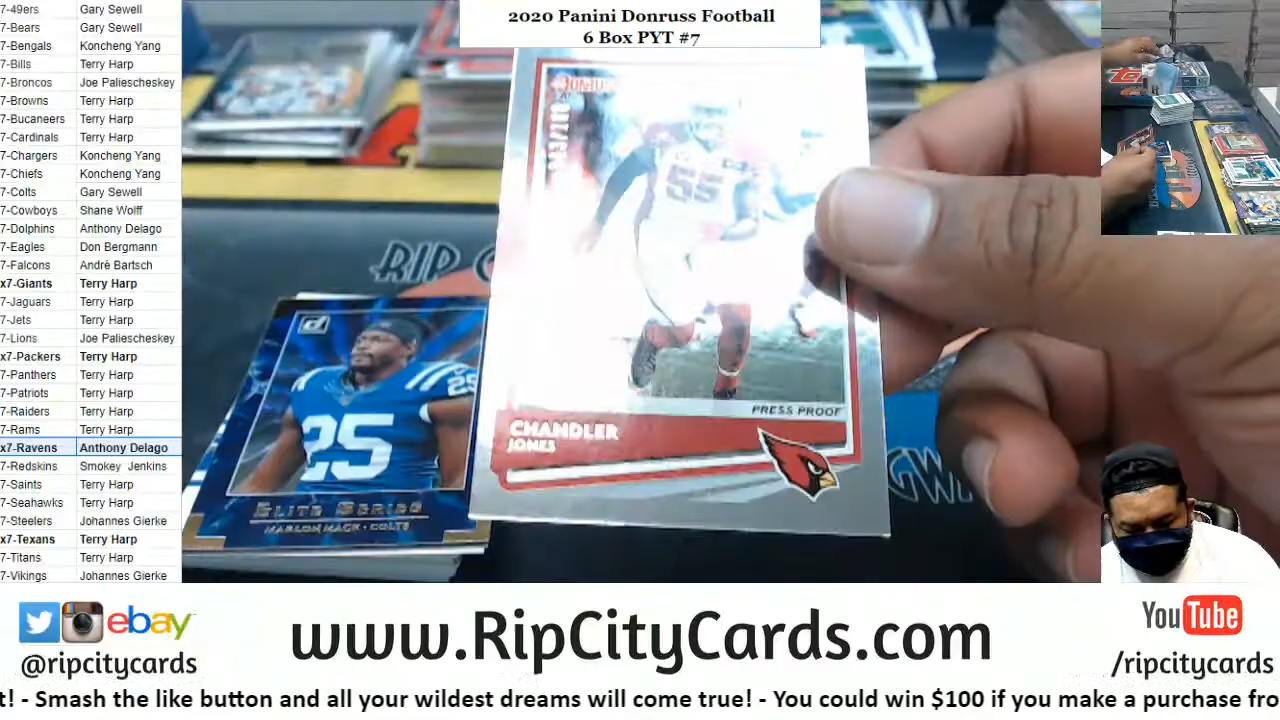 2020 Panini Donruss Football
6 Box PYT #7
7-49ers Gary Sewell
7-Bears Gary Sewell
7-Bengals Koncheng Yang
7-Bills Terry Harp
7-Broncos Joe Paliescheskey
7-Browns Terry Harp
7-Bucaneers Terry Harp
7-Cardinals Terry Harp
7-Chargers Koncheng Yang
7-Chiefs Koncheng Yang
7-Colts Gary Sewell
7-Cowboys Shane Wolff
7-Dolphins Anthony Delago
7-Eagles Don Bergmann
7-Falcons Andrè Bartsch
x7-Giants Terry Harp
7-Jaguars Terry Harp
7-Jets Terry Harp
7-Lions Joe Paliescheskey
x7-Packers Terry Harp
7-Panthers Terry Harp
7-Patriots Terry Harp
7-Raiders Terry Harp
7-Rams Terry Harp
x7-Ravens Anthony Delago
7-Redskins Smokey Jenkins
7-Saints Terry Harp
7-Seahawks Terry Harp
7-Steelers Johannes Gierke
x7-Texans Terry Harp
7-Titans Terry Harp
7-Vikings Johannes Gierke
RIP C
55
PRESS PROOF
CHANDLER
JONES
25
25
ELITE SERIES
MARLON MACK • COLTS
ebay
@ripcitycards
www.RipCityCards.com
YouTube
/ripcitycards
t! - Smash the like button and all your wildest dreams will come true! - You could win $100 if you make a purchase fro